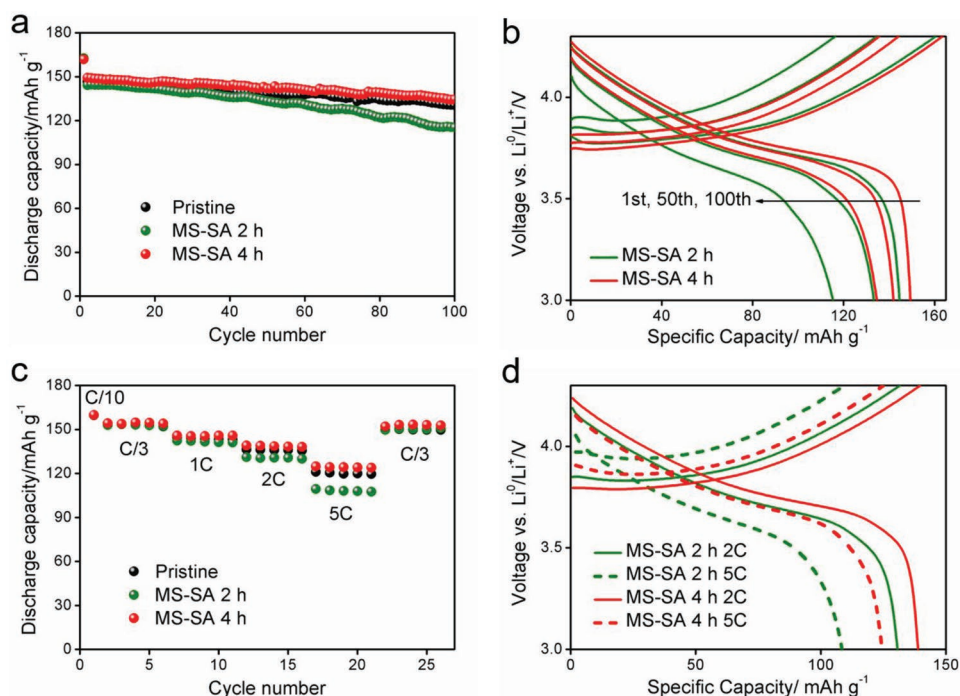 a
Discharge capacity/mAh g⁻¹
180
150
120
90
60
30
0
Pristine
MS-SA 2 h
MS-SA 4 h
0 20 40 60 80 100
Cycle number
b
Voltage vs. Li⁰/Li⁺/V
4.0
3.5
3.0
1st, 50th, 100th
MS-SA 2 h
MS-SA 4 h
0 40 80 120 160
Specific Capacity/ mAh g⁻¹
c
Discharge capacity/mAh g⁻¹
180
150
120
90
60
30
0
C/10
C/3
1C
2C
5C
C/3
Pristine
MS-SA 2 h
MS-SA 4 h
0 5 10 15 20 25
Cycle number
d
Voltage vs. Li⁰/Li⁺/V
4.0
3.5
3.0
MS-SA 2 h 2C
MS-SA 2 h 5C
MS-SA 4 h 2C
MS-SA 4 h 5C
0 50 100 150
Specific Capacity/ mAh g⁻¹